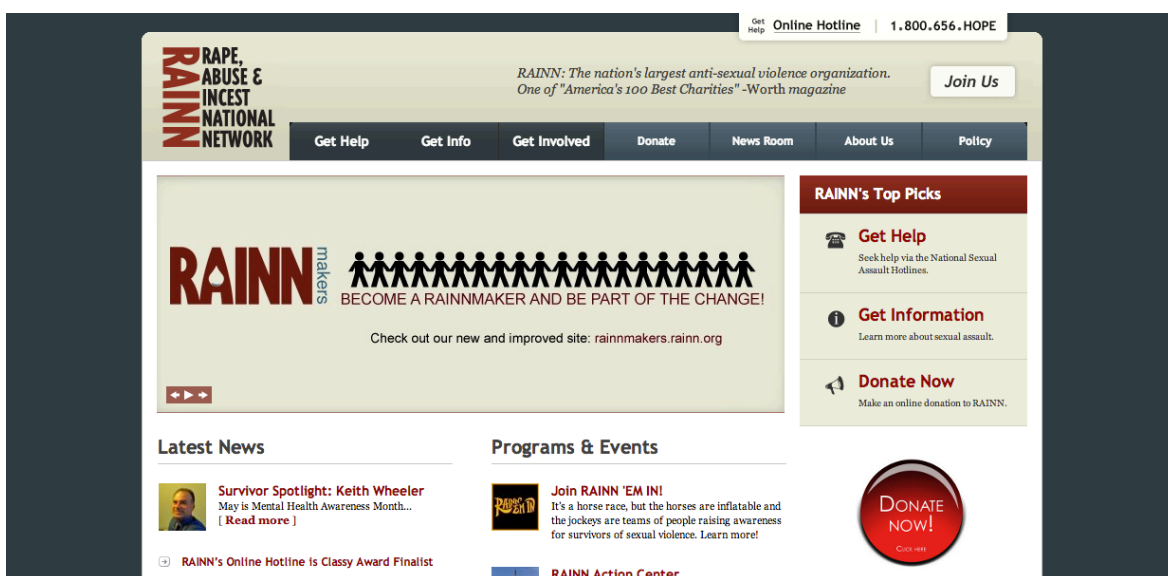 Get Help Online Hotline | 1.800.656.HOPE
RAINN
RAPE,
ABUSE &
INCEST
NATIONAL
NETWORK
RAINN: The nation's largest anti-sexual violence organization.
One of "America's 100 Best Charities" -Worth magazine
Join Us
Get Help Get Info Get Involved Donate News Room About Us Policy
RAINN makers
BECOME A RAINNMAKER AND BE PART OF THE CHANGE!
Check out our new and improved site: rainnmakers.rainn.org
RAINN's Top Picks
Get Help
Seek help via the National Sexual
Assault Hotlines.
Get Information
Learn more about sexual assault.
Donate Now
Make an online donation to RAINN.
Latest News
Survivor Spotlight: Keith Wheeler
May is Mental Health Awareness Month...
[ Read more ]
RAINN's Online Hotline is Classy Award Finalist
Programs & Events
RAINN 'EM IN
Join RAINN 'EM IN!
It's a horse race, but the horses are inflatable and
the jockeys are teams of people raising awareness
for survivors of sexual violence. Learn more!
RAINN Action Center
DONATE
NOW!
CLICK HERE